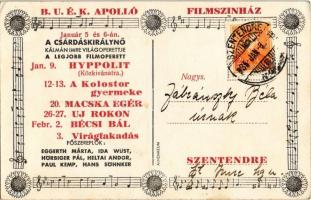 B. U. É. K. APOLLÓ FILMSZINHÁZ
Január 5 és 6-án.
A CSÁRDÁSKIRÁLYNŐ
KÁLMÁN IMRE VILÁGOPERETTJE
A LEGJOBB FILMOPERETT
Jan. 9. HYPPOLIT
(Közkívánatra.)
12-13. A Kolostor
gyermeke
20. MACSKA EGÉR
26-27. UJ ROKON
Febr. 2. BÉCSI BÁL
3. Virágfakadás
FŐSZEREPLŐK:
EGGERTH MÁRTA, IDA WUST,
HÖRBIGER PÁL, HELTAI ANDOR,
PAUL KEMP, HANS SÖHNKER
SZENTENDRE
Nagys.
Béla
urnak
SZENTENDRE